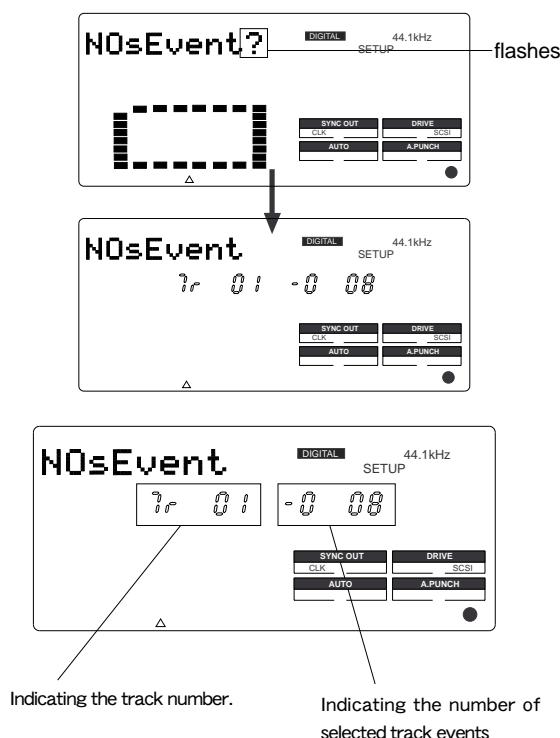 NOsEvent?
DIGITAL
44.1kHz
SETUP
flashes
SYNC OUT
DRIVE
CLK
SCSI
AUTO
A.PUNCH
NOsEvent
DIGITAL
44.1kHz
SETUP
Tr 01 -0 08
SYNC OUT
DRIVE
CLK
SCSI
AUTO
A.PUNCH
NOsEvent
DIGITAL
44.1kHz
SETUP
Tr 01 -0 08
SYNC OUT
DRIVE
CLK
SCSI
AUTO
A.PUNCH
Indicating the track number.
Indicating the number of
selected track events